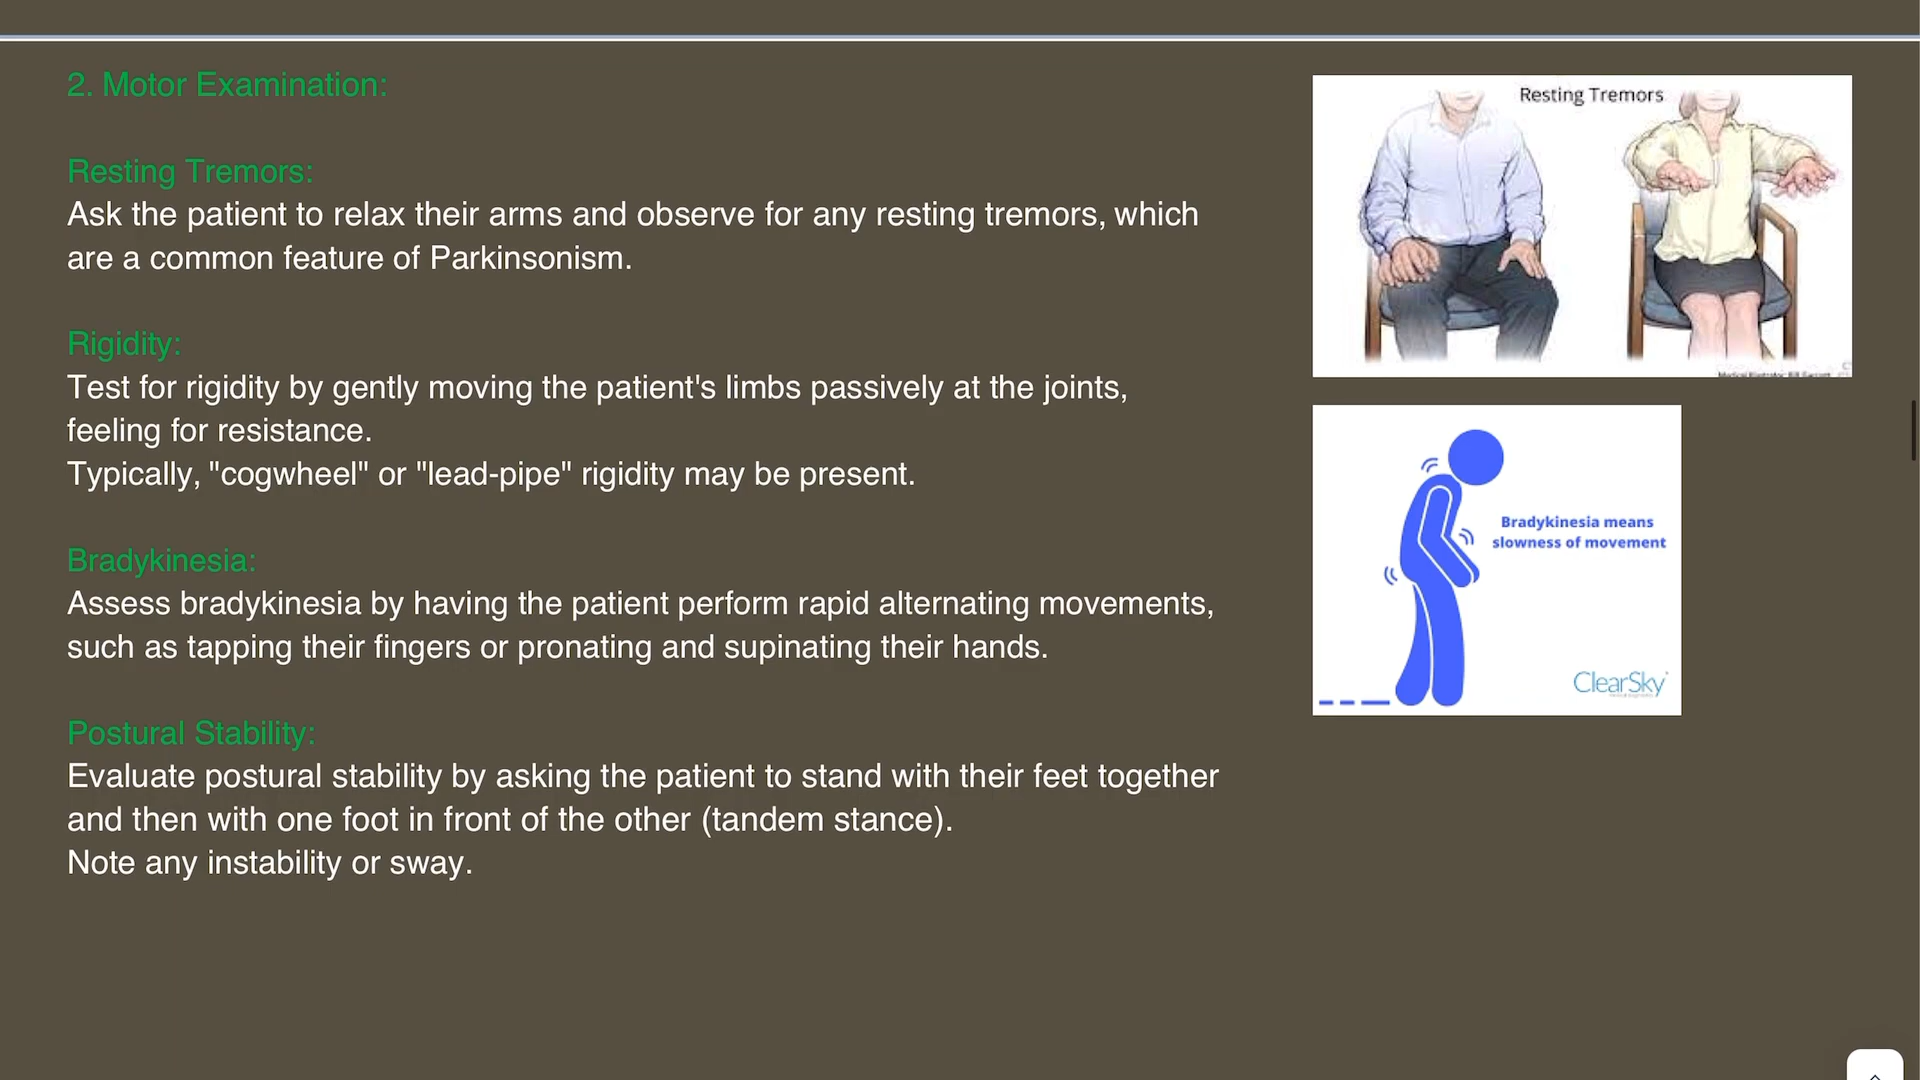 2. Motor Examination:
Resting Tremors:
Ask the patient to relax their arms and observe for any resting tremors, which
are a common feature of Parkinsonism.
Rigidity:
Test for rigidity by gently moving the patient's limbs passively at the joints,
feeling for resistance.
Typically, "cogwheel" or "lead-pipe" rigidity may be present.
Bradykinesia:
Assess bradykinesia by having the patient perform rapid alternating movements,
such as tapping their fingers or pronating and supinating their hands.
Postural Stability:
Evaluate postural stability by asking the patient to stand with their feet together
and then with one foot in front of the other (tandem stance).
Note any instability or sway.
Resting Tremors
Bradykinesia means
slowness of movement
ClearSky